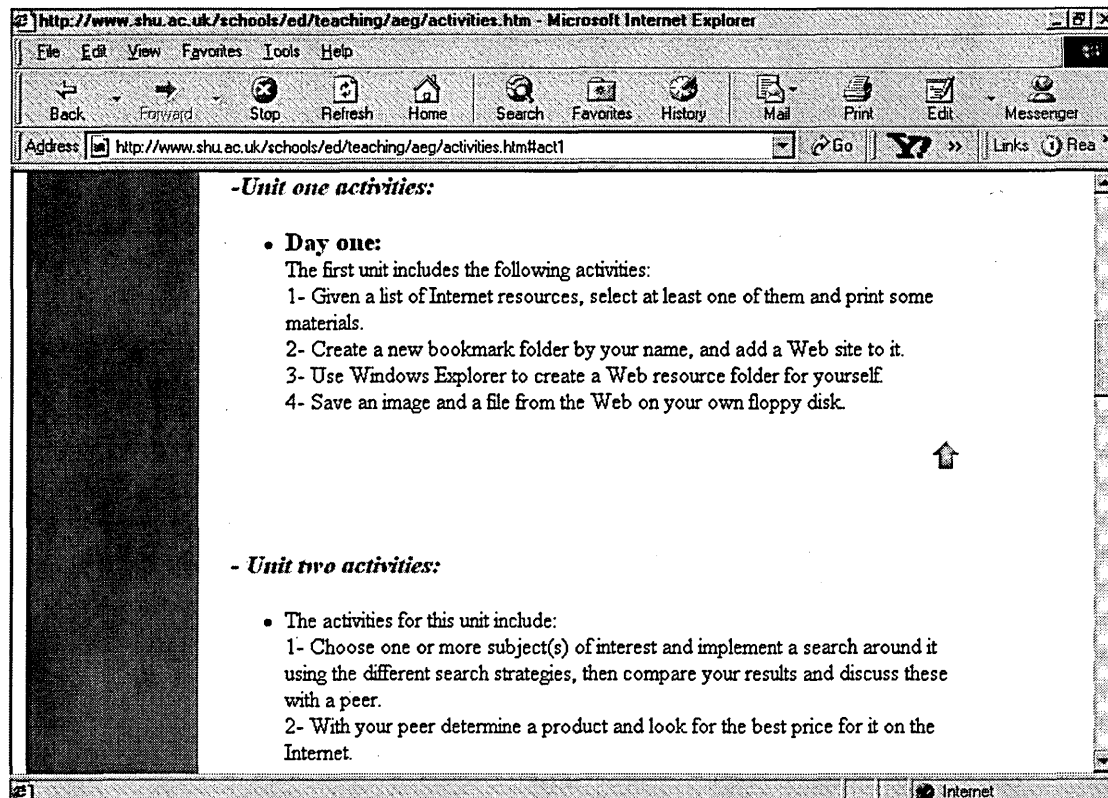 http://www.shu.ac.uk/schools/ed/teaching/aeg/activities.htm - Microsoft Internet Explorer
File Edit View Favorites Tools Help
Back Forward Stop Refresh Home Search Favorites History Mail Print Edit Messenger
Address http://www.shu.ac.uk/schools/ed/teaching/aeg/activities.htm#act1 Go Y? » Links Rea »
-Unit one activities:
• Day one:
The first unit includes the following activities:
1- Given a list of Internet resources, select at least one of them and print some
materials.
2- Create a new bookmark folder by your name, and add a Web site to it.
3- Use Windows Explorer to create a Web resource folder for yourself.
4- Save an image and a file from the Web on your own floppy disk.
- Unit two activities:
• The activities for this unit include:
1- Choose one or more subject(s) of interest and implement a search around it
using the different search strategies, then compare your results and discuss these
with a peer.
2- With your peer determine a product and look for the best price for it on the
Internet.
Internet